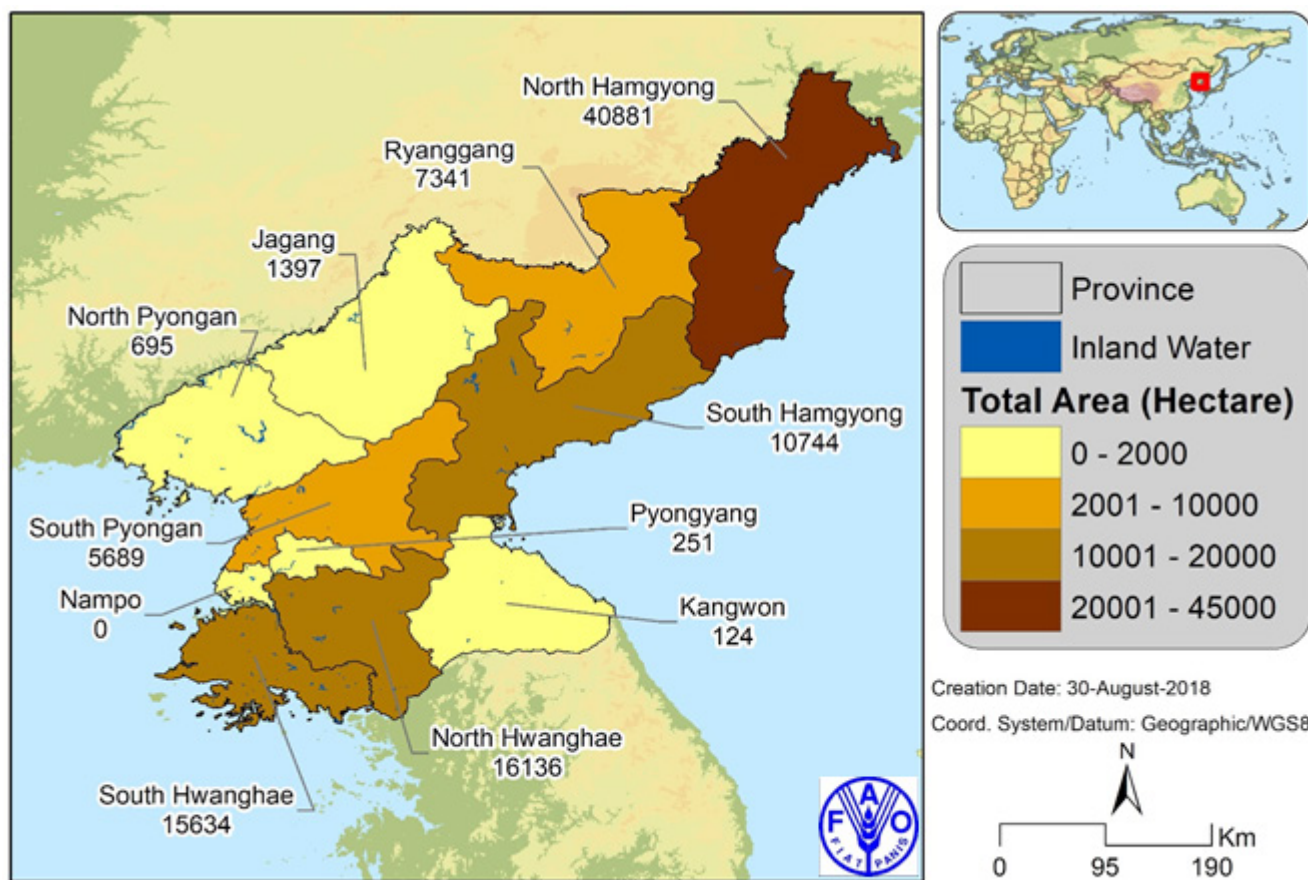 North Hamgyong
40881
Ryanggang
7341
Jagang
1397
North Pyongan
695
South Hamgyong
10744
South Pyongan
5689
Pyongyang
251
Nampo
0
Kangwon
124
North Hwanghae
16136
South Hwanghae
15634
F A O
FIAT PANIS
Province
Inland Water
Total Area (Hectare)
0 - 2000
2001 - 10000
10001 - 20000
20001 - 45000
Creation Date: 30-August-2018
Coord. System/Datum: Geographic/WGS8
N
Km
0 95 190